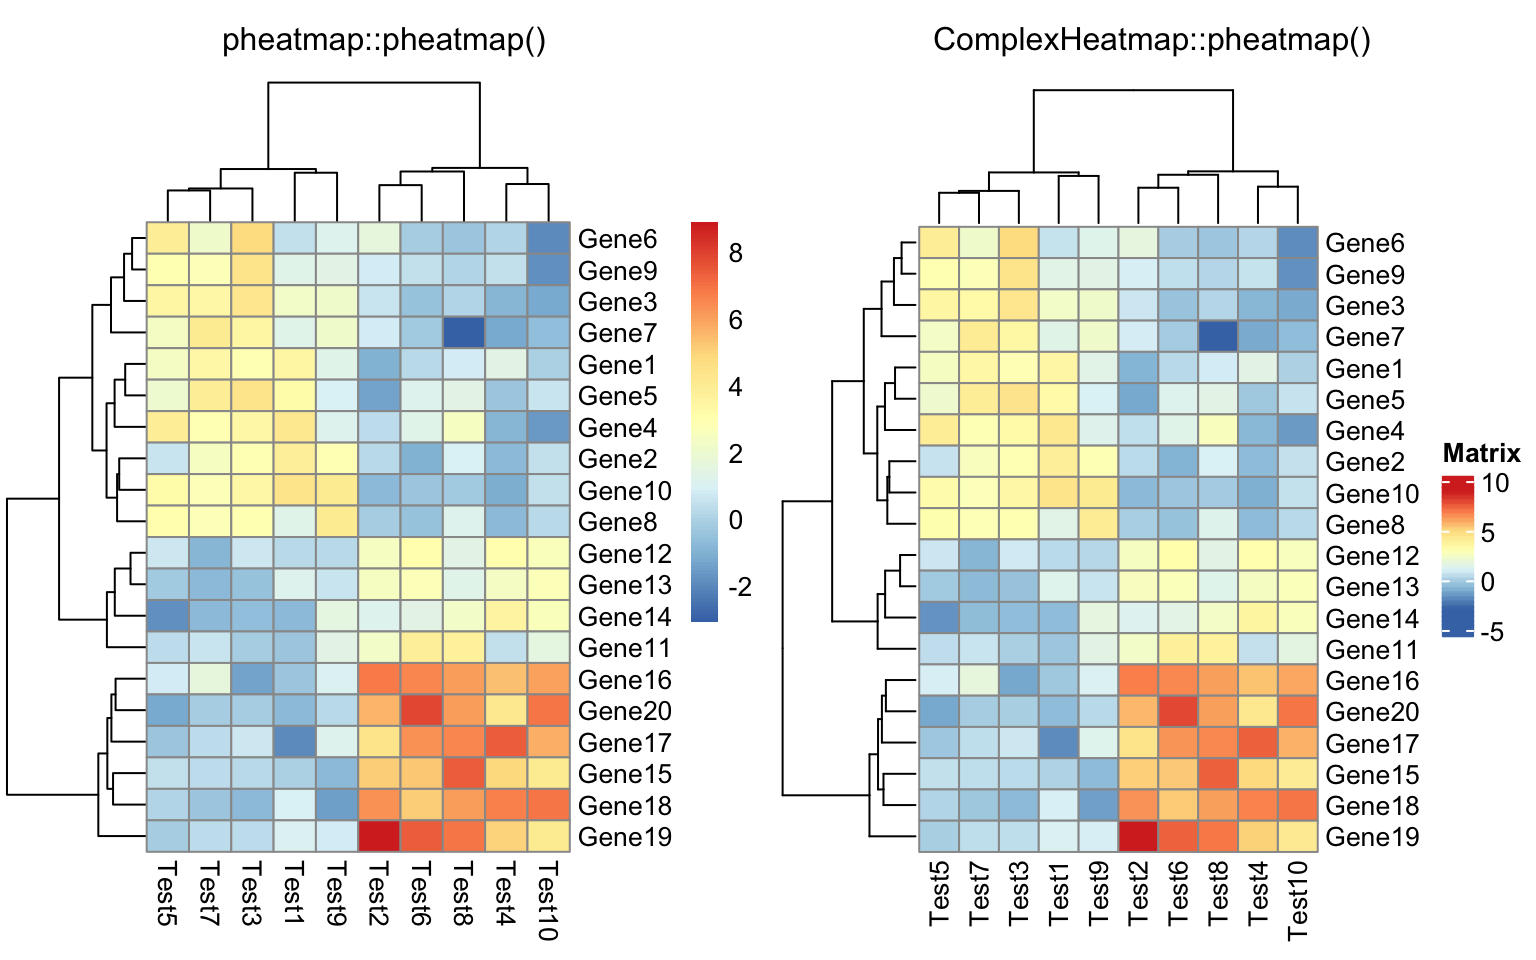 pheatmap::pheatmap()
Gene6
Gene9
Gene3
Gene7
Gene1
Gene5
Gene4
Gene2
Gene10
Gene8
Gene12
Gene13
Gene14
Gene11
Gene16
Gene20
Gene17
Gene15
Gene18
Gene19
8
6
4
2
0
-2
Test5
Test7
Test3
Test1
Test9
Test2
Test6
Test8
Test4
Test10
ComplexHeatmap::pheatmap()
Gene6
Gene9
Gene3
Gene7
Gene1
Gene5
Gene4
Gene2
Gene10
Gene8
Gene12
Gene13
Gene14
Gene11
Gene16
Gene20
Gene17
Gene15
Gene18
Gene19
Matrix
10
5
0
-5
Test5
Test7
Test3
Test1
Test9
Test2
Test6
Test8
Test4
Test10